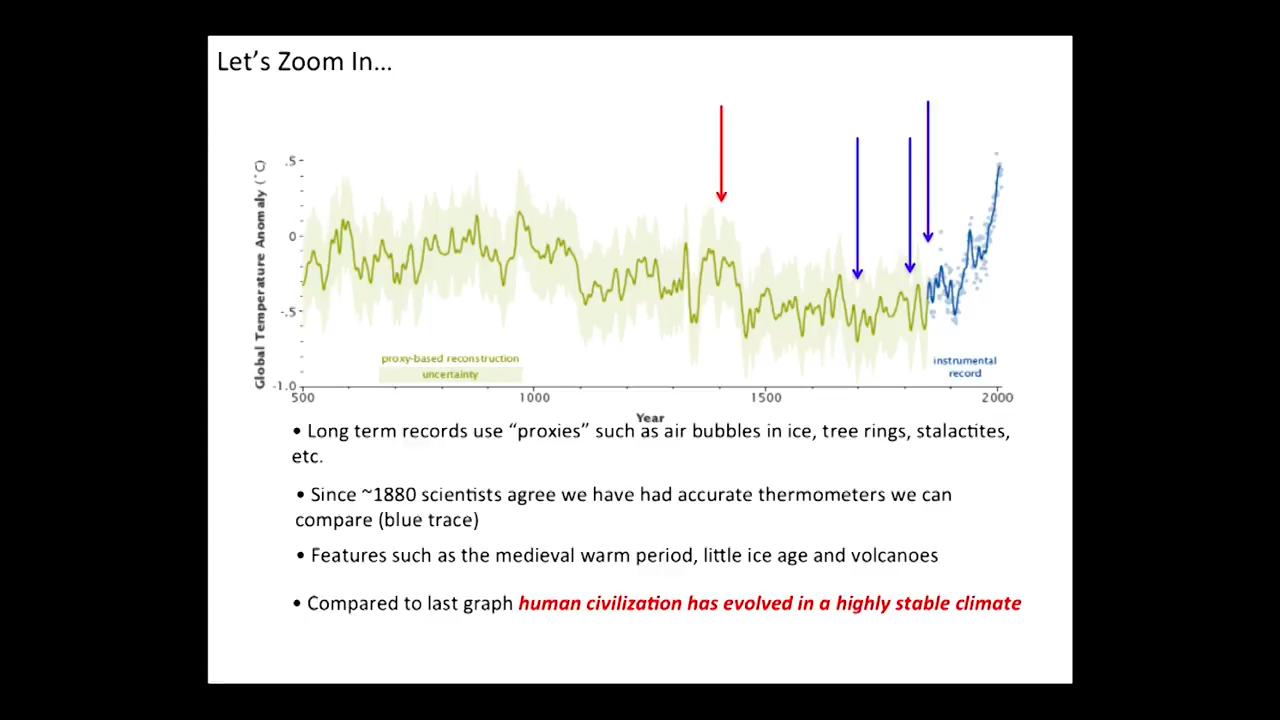 Let's Zoom In...
Global Temperature Anomaly (°C)
.5
0
-.5
-1.0
proxy-based reconstruction
uncertainty
instrumental
record
500
1000
1500
2000
Year
• Long term records use “proxies” such as air bubbles in ice, tree rings, stalactites,
etc.
• Since ~1880 scientists agree we have had accurate thermometers we can
compare (blue trace)
• Features such as the medieval warm period, little ice age and volcanoes
• Compared to last graph human civilization has evolved in a highly stable climate